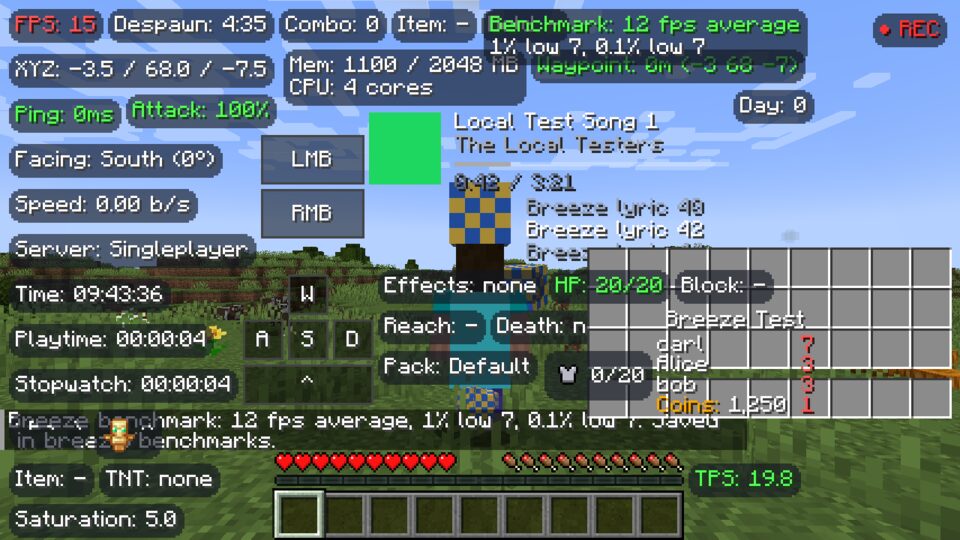 FPS: 15
Despawn: 4:35
Combo: 0
Item: -
Benchmark: 12 fps average
1% low 7, 0.1% low 7
REC
XYZ: -3.5 / 68.0 / -7.5
Mem: 1100 / 2048 MB
CPU: 4 cores
Waypoint: 0m (-3 68 -7)
Ping: 0ms
Attack: 100%
Day: 0
Local Test Song 1
The Local Testers
0:42 / 3:21
Facing: South (0°)
LMB
RMB
Speed: 0.00 b/s
Breeze lyric 40
Breeze lyric 42
Breeze
Server: Singleplayer
Time: 09:43:36
W
Effects: none
HP: 20/20
Block: -
Playtime: 00:00:04
A
S
D
Reach: -
Death:
Breeze Test
darl 7
Alice 3
bob 3
Coins: 1,250 1
Stopwatch: 00:00:04
^
Pack: Default
0/20
Breeze benchmark: 12 fps average, 1% low 7, 0.1% low 7. Saved
in breeze-benchmarks.
Item: -
TNT: none
TPS: 19.8
Saturation: 5.0